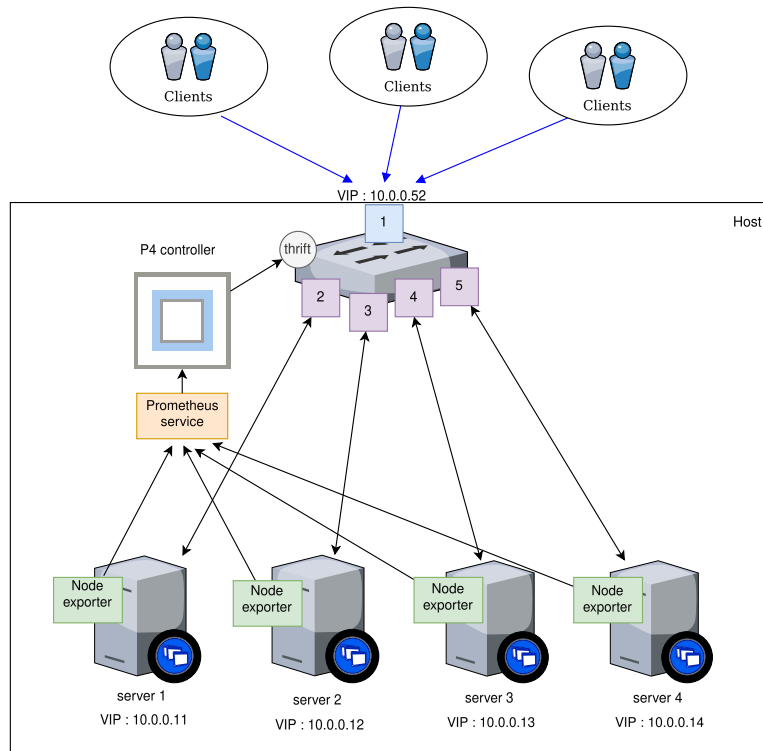 Clients
Clients
Clients
VIP : 10.0.0.52
Host
1
thrift
P4 controller
2
3
4
5
Prometheus
service
Node
exporter
Node
exporter
Node
exporter
Node
exporter
server 1
server 2
server 3
server 4
VIP : 10.0.0.11
VIP : 10.0.0.12
VIP : 10.0.0.13
VIP : 10.0.0.14